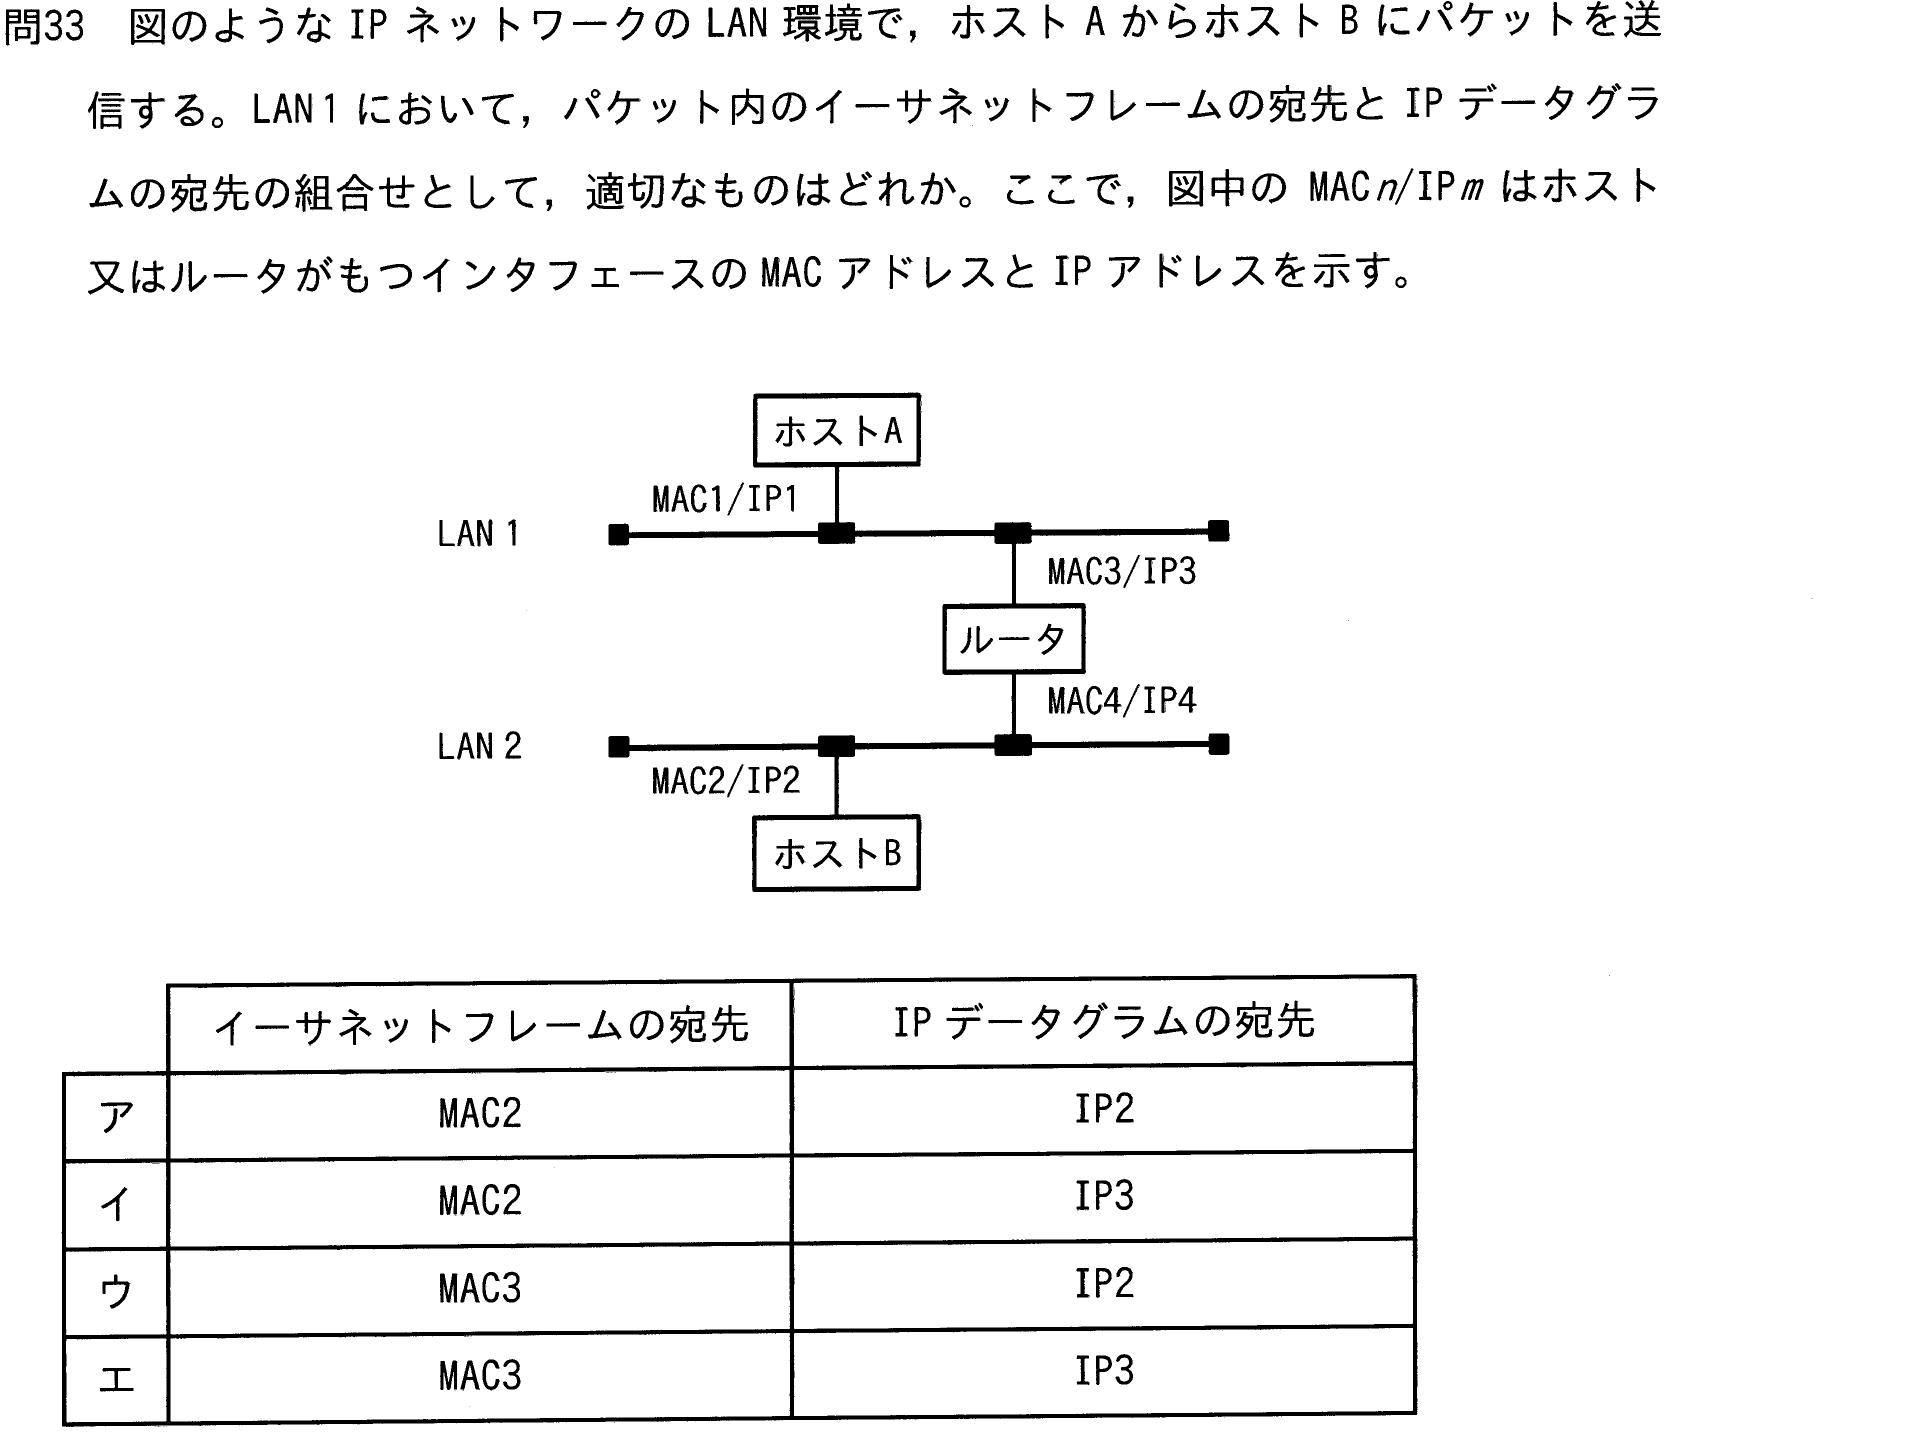 問33 図のような IP ネットワークの LAN 環境で，ホスト A からホスト B にパケットを送
信する。LAN1 において，パケット内のイーサネットフレームの宛先と IP データグラ
ムの宛先の組合せとして，適切なものはどれか。ここで，図中の MACn/IPm はホスト
又はルータがもつインタフェースの MAC アドレスと IP アドレスを示す。
ホストA
MAC1/IP1
LAN 1
MAC3/IP3
ルータ
MAC4/IP4
LAN 2
MAC2/IP2
ホストB
イーサネットフレームの宛先 IP データグラムの宛先
ア MAC2 IP2
イ MAC2 IP3
ウ MAC3 IP2
エ MAC3 IP3